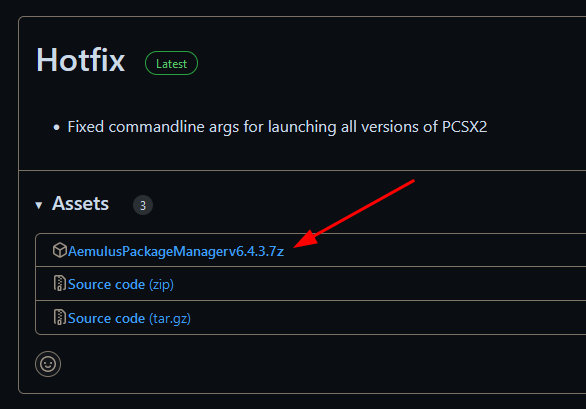 Hotfix Latest
Fixed commandline args for launching all versions of PCSX2
Assets 3
AemulusPackageManagerv6.4.3.7z
Source code (zip)
Source code (tar.gz)